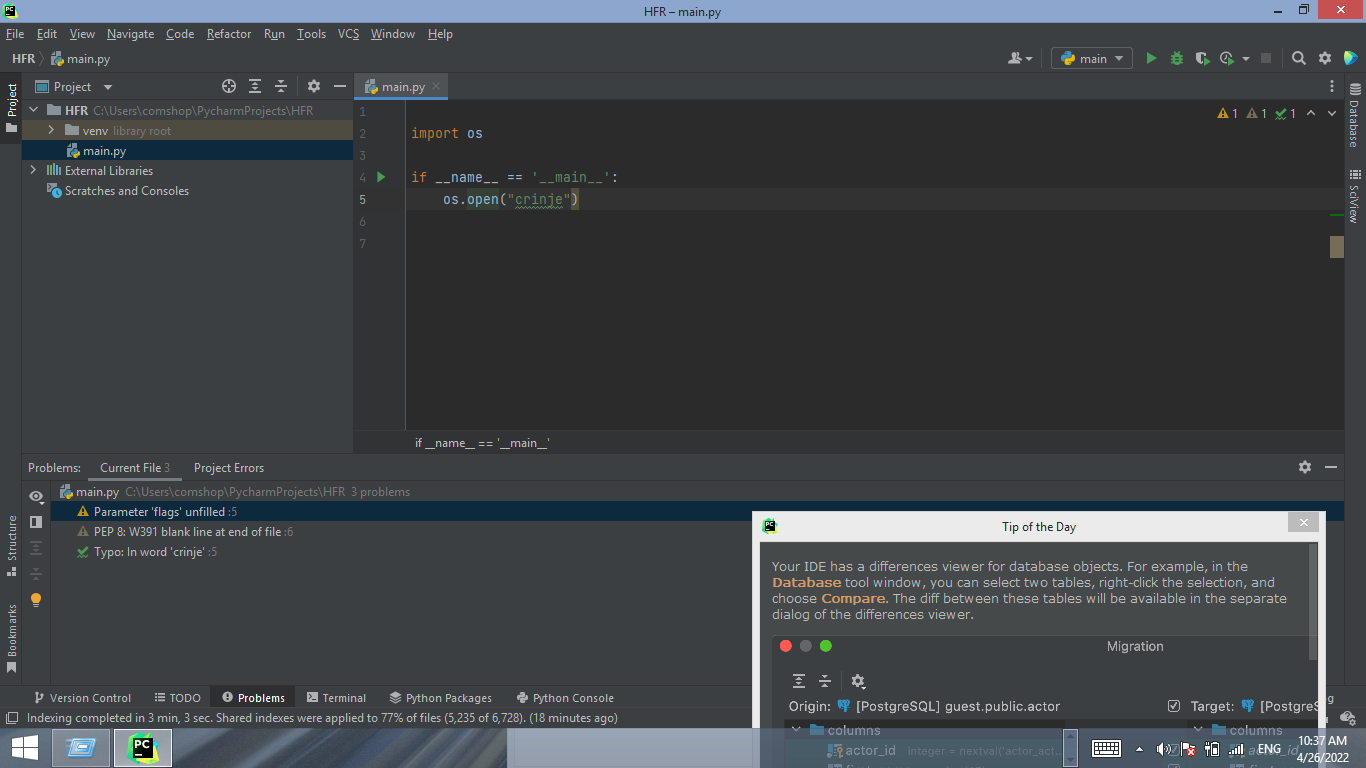 HFR – main.py
File Edit View Navigate Code Refactor Run Tools VCS Window Help
HFR main.py
main
Project
main.py
Project
HFR C:\Users\comshop\PycharmProjects\HFR
venv library root
main.py
External Libraries
Scratches and Consoles
1
2 import os
3
4 if __name__ == '__main__':
5 os.open("crinje")
6
7
1 1 1
Database
SciView
if __name__ == '__main__'
Problems: Current File 3 Project Errors
main.py C:\Users\comshop\PycharmProjects\HFR 3 problems
Parameter 'flags' unfilled :5
PEP 8: W391 blank line at end of file :6
Typo: In word 'crinje' :5
Structure
Bookmarks
PC
Tip of the Day
Your IDE has a differences viewer for database objects. For example, in the
Database tool window, you can select two tables, right-click the selection, and
choose Compare. The diff between these tables will be available in the separate
dialog of the differences viewer.
Migration
Origin: [PostgreSQL] guest.public.actor Target: [PostgreS
columns columns
actor_id integer = nextval('actor_act... actor_id
Version Control TODO Problems Terminal Python Packages Python Console
Indexing completed in 3 min, 3 sec. Shared indexes were applied to 77% of files (5,235 of 6,728). (18 minutes ago)
PC
ENG
10:37 AM
4/26/2022